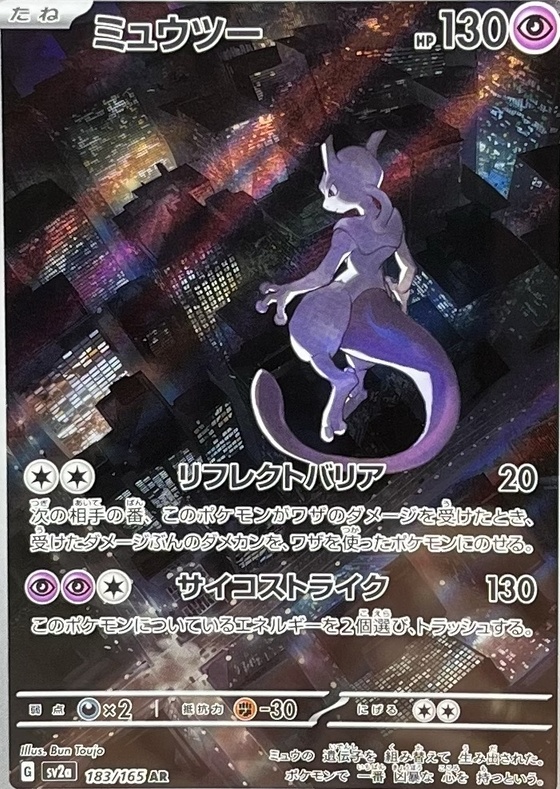 たね ミュウツー HP 130
リフレクトバリア 20
次の相手の番、このポケモンがワザのダメージを受けたとき、
受けたダメージぶんのダメカンを、ワザを使ったポケモンにのせる。
サイコストライク 130
このポケモンについているエネルギーを2個選び、トラッシュする。
弱点 ×2 抵抗力 -30 にげる
Illus. Bun Toujo
G sv2a 183/165 AR
ミュウの 遺伝子を 組み替えて 生み出された。
ポケモンで 一番 凶暴な 心を 持つという。